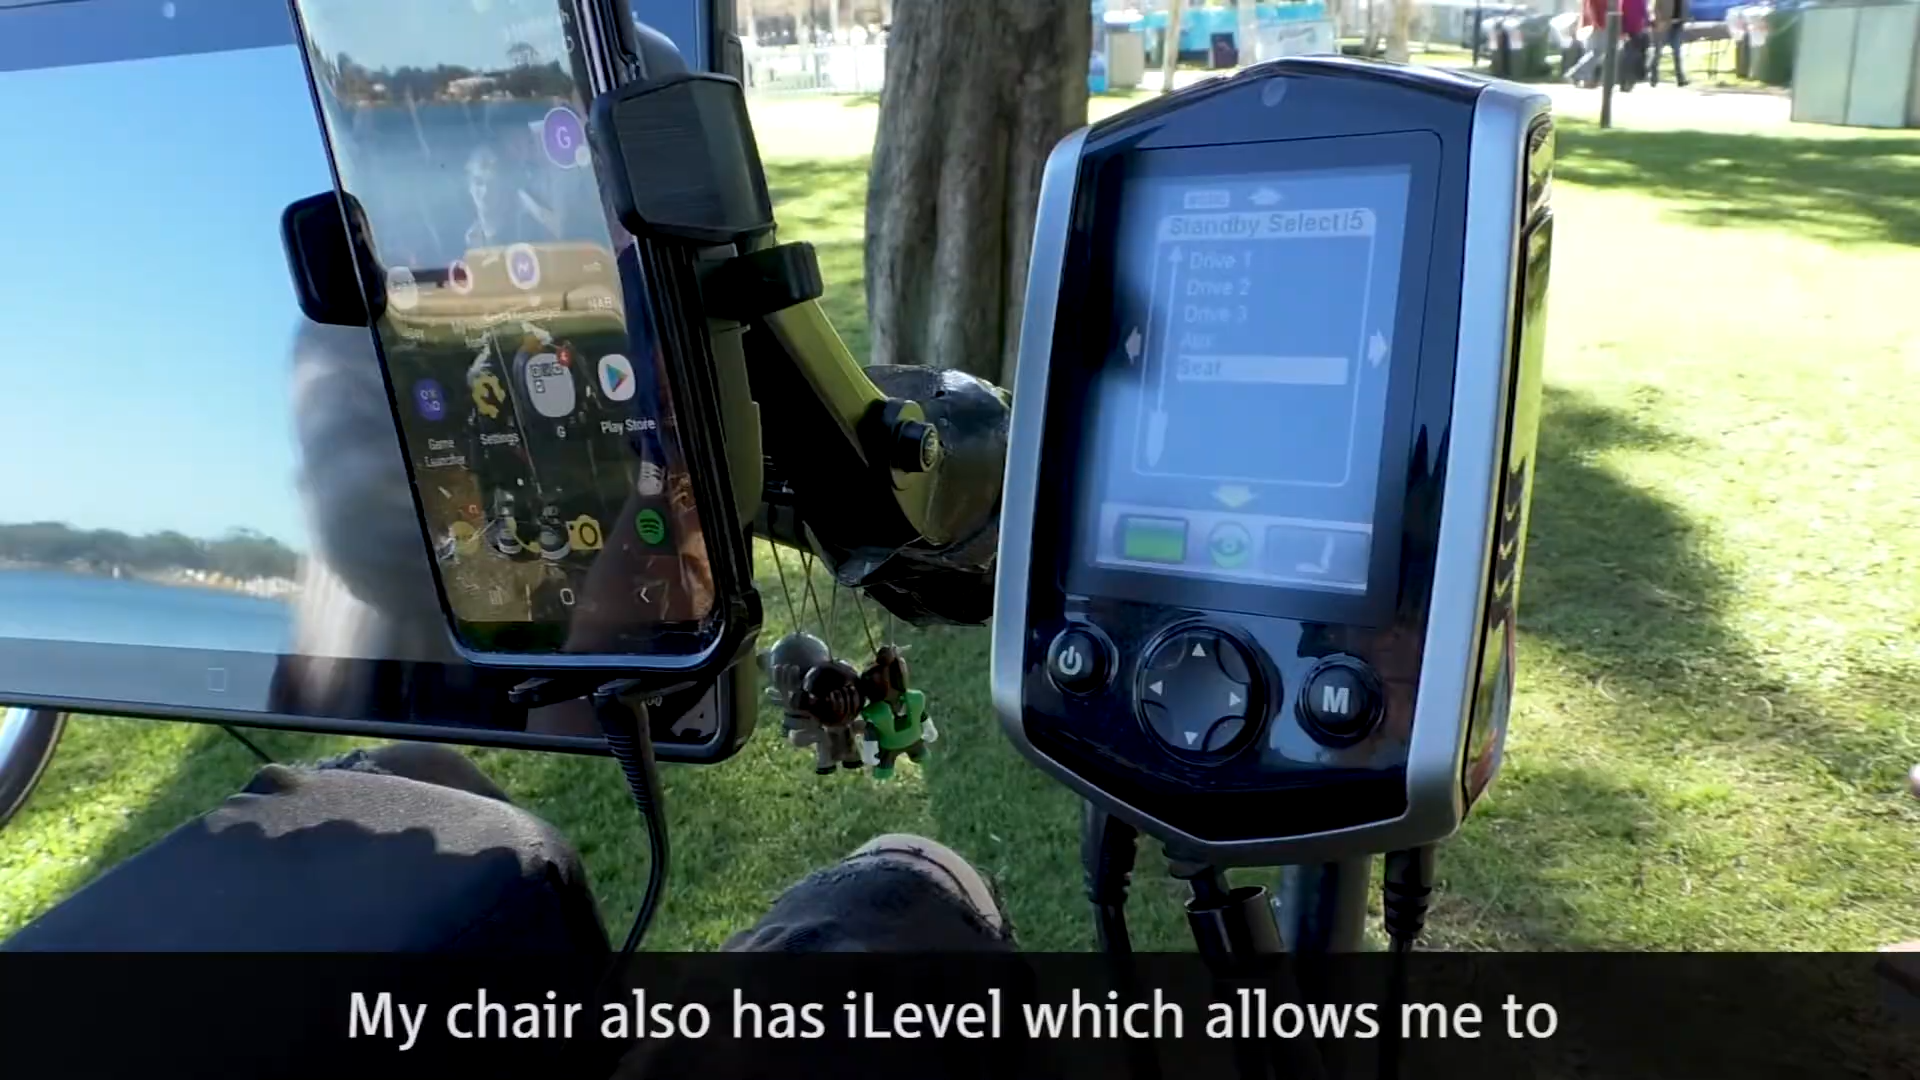 G
Play Store
Settings
G
Game
Launcher
Standby Select
Drive 1
Drive 2
Drive 3
Aux
Seat
M
My chair also has iLevel which allows me to